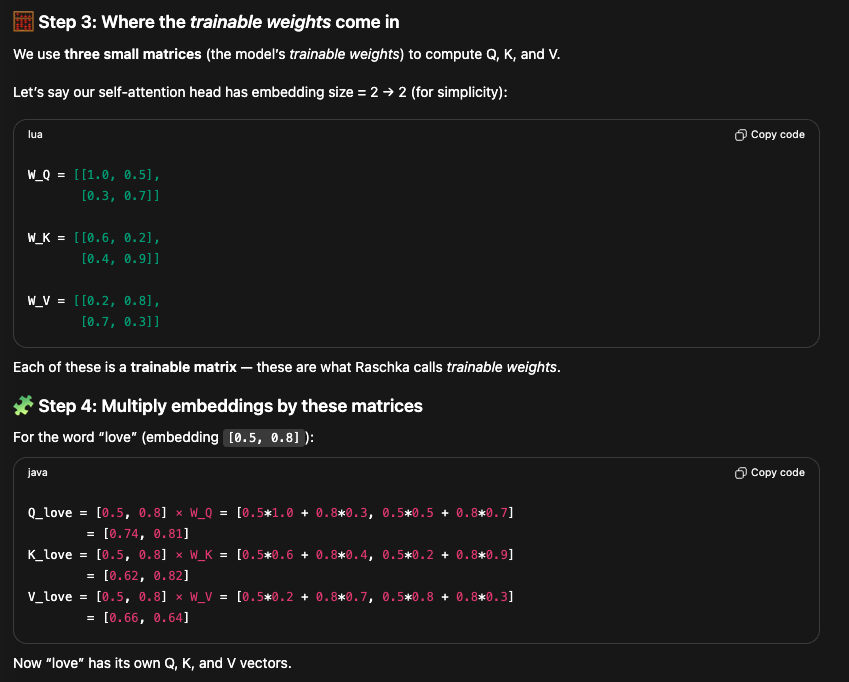 🧮 Step 3: Where the trainable weights come in
We use three small matrices (the model's trainable weights) to compute Q, K, and V.
Let's say our self-attention head has embedding size = 2 → 2 (for simplicity):
lua Copy code
W_Q = [[1.0, 0.5],
[0.3, 0.7]]
W_K = [[0.6, 0.2],
[0.4, 0.9]]
W_V = [[0.2, 0.8],
[0.7, 0.3]]
Each of these is a trainable matrix — these are what Raschka calls trainable weights.
🧩 Step 4: Multiply embeddings by these matrices
For the word "love" (embedding [0.5, 0.8]):
java Copy code
Q_love = [0.5, 0.8] × W_Q = [0.5*1.0 + 0.8*0.3, 0.5*0.5 + 0.8*0.7]
= [0.74, 0.81]
K_love = [0.5, 0.8] × W_K = [0.5*0.6 + 0.8*0.4, 0.5*0.2 + 0.8*0.9]
= [0.62, 0.82]
V_love = [0.5, 0.8] × W_V = [0.5*0.2 + 0.8*0.7, 0.5*0.8 + 0.8*0.3]
= [0.66, 0.64]
Now "love" has its own Q, K, and V vectors.